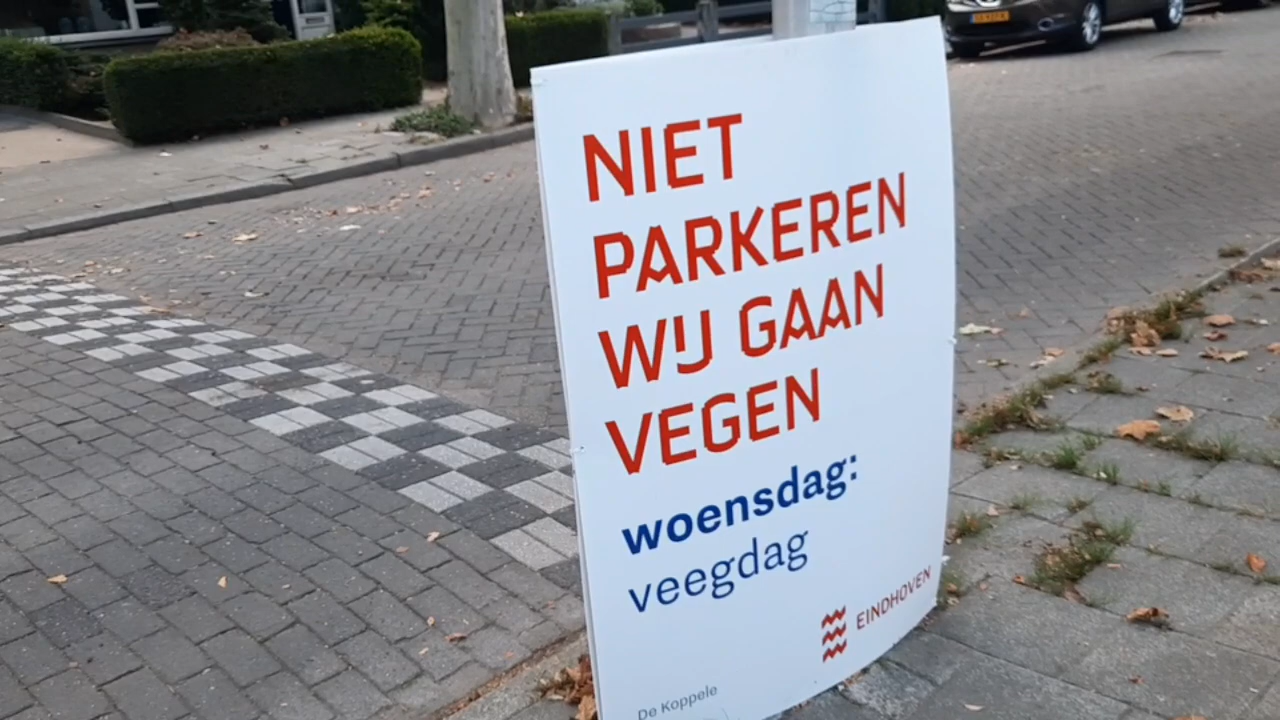 NIET
PARKEREN
WIJ GAAN
VEGEN
woensdag:
veegdag
EINDHOVEN
De Koppele